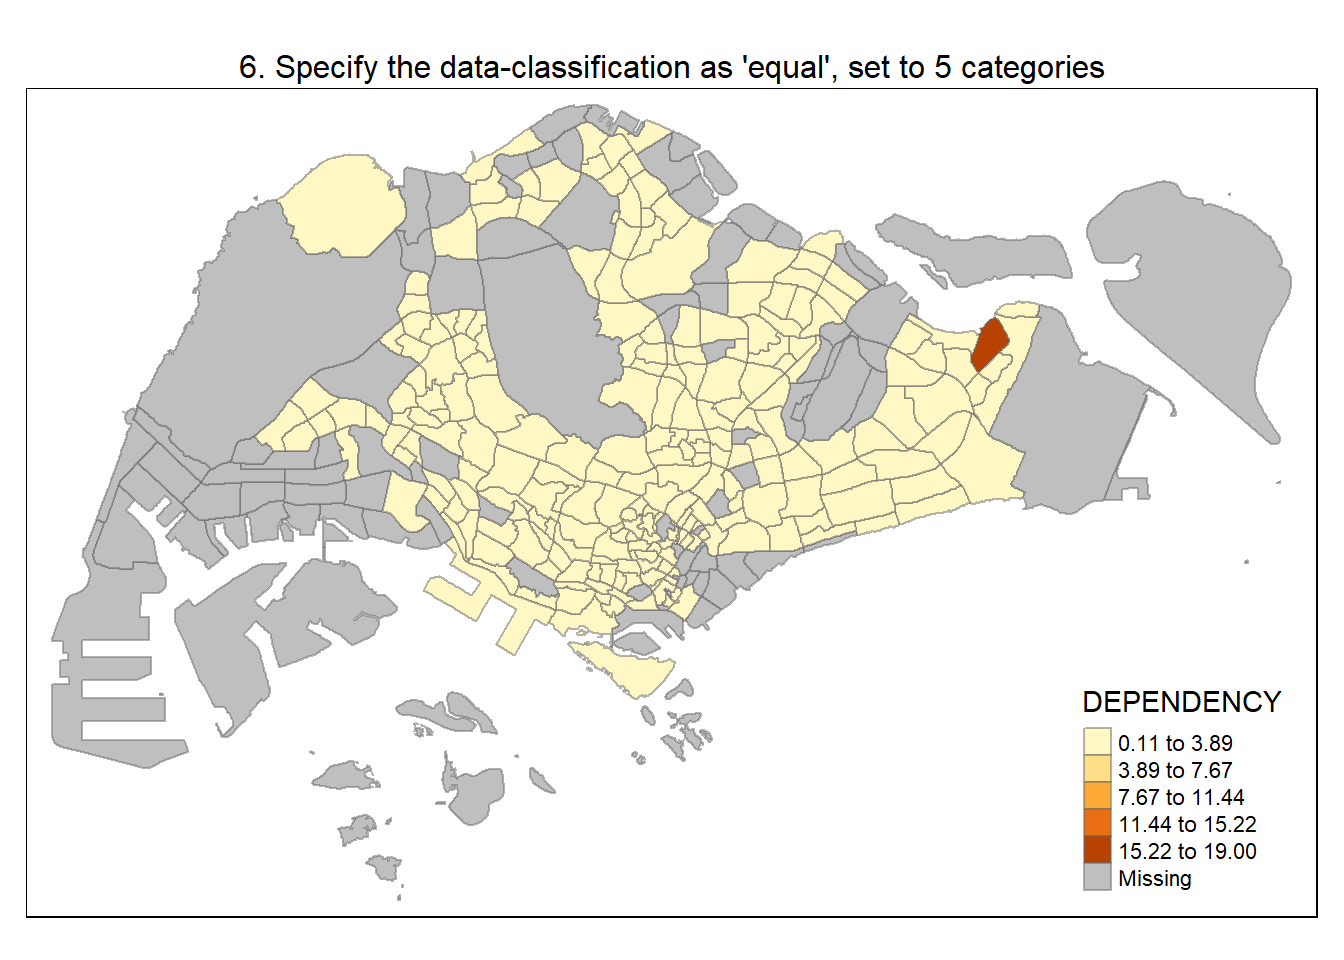 6. Specify the data-classification as 'equal', set to 5 categories
DEPENDENCY
0.11 to 3.89
3.89 to 7.67
7.67 to 11.44
11.44 to 15.22
15.22 to 19.00
Missing